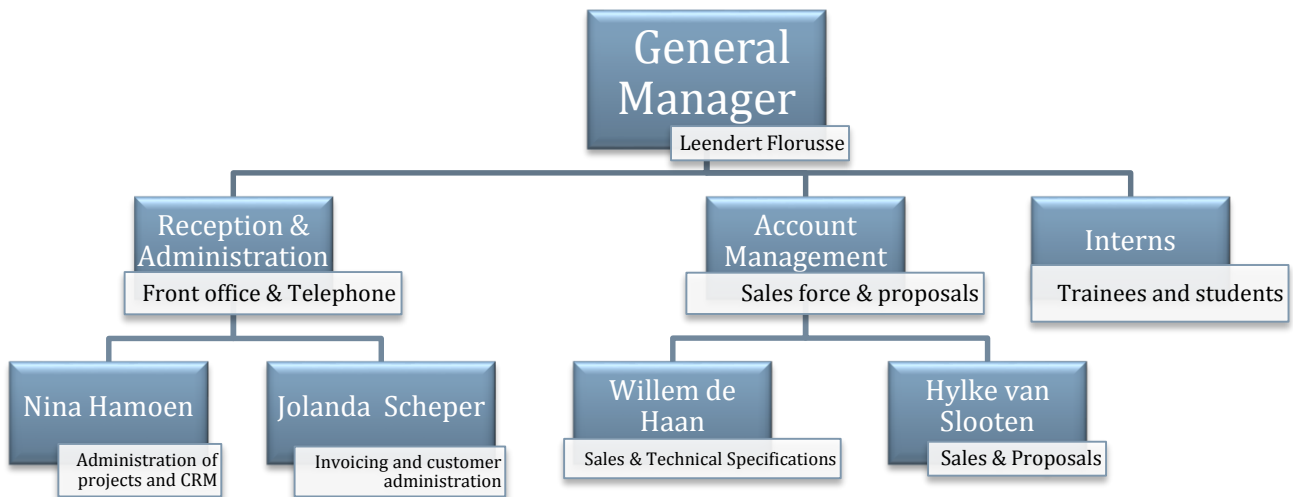 General
Manager
Leendert Florusse
Reception &
Administration
Front office & Telephone
Account
Management
Sales force & proposals
Interns
Trainees and students
Nina Hamoen
Administration of
projects and CRM
Jolanda Scheper
Invoicing and customer
administration
Willem de
Haan
Sales & Technical Specifications
Hylke van
Slooten
Sales & Proposals